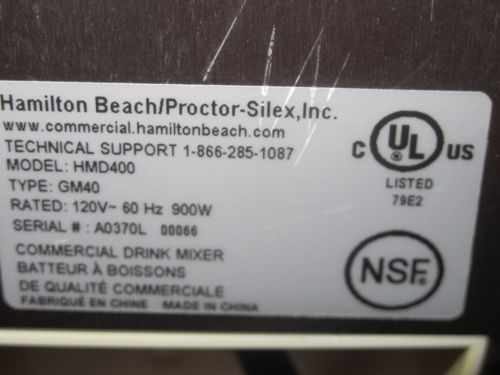 Hamilton Beach/Proctor-Silex,Inc.
www.commercial.hamiltonbeach.com
TECHNICAL SUPPORT 1-866-285-1087
MODEL: HMD400
TYPE: GM40
RATED: 120V~ 60 Hz 900W
SERIAL # : A0370L 00066
COMMERCIAL DRINK MIXER
BATTEUR À BOISSONS
DE QUALITÉ COMMERCIALE
FABRIQUÉ EN CHINE MADE IN CHINA
C UL US
®
LISTED
79E2
NSF®